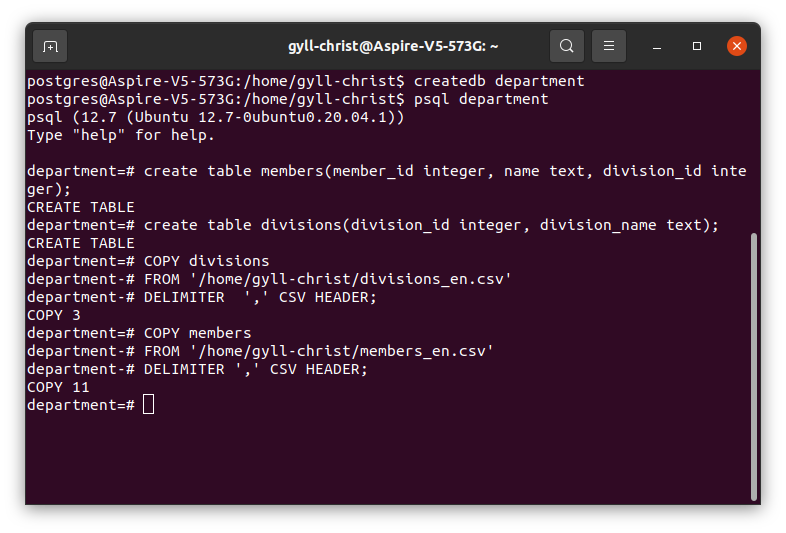 gyll-christ@Aspire-V5-573G: ~
postgres@Aspire-V5-573G:/home/gyll-christ$ createdb department
postgres@Aspire-V5-573G:/home/gyll-christ$ psql department
psql (12.7 (Ubuntu 12.7-0ubuntu0.20.04.1))
Type "help" for help.
department=# create table members(member_id integer, name text, division_id inte
ger);
CREATE TABLE
department=# create table divisions(division_id integer, division_name text);
CREATE TABLE
department=# COPY divisions
department-# FROM '/home/gyll-christ/divisions_en.csv'
department-# DELIMITER  ',' CSV HEADER;
COPY 3
department=# COPY members
department-# FROM '/home/gyll-christ/members_en.csv'
department-# DELIMITER ',' CSV HEADER;
COPY 11
department=#